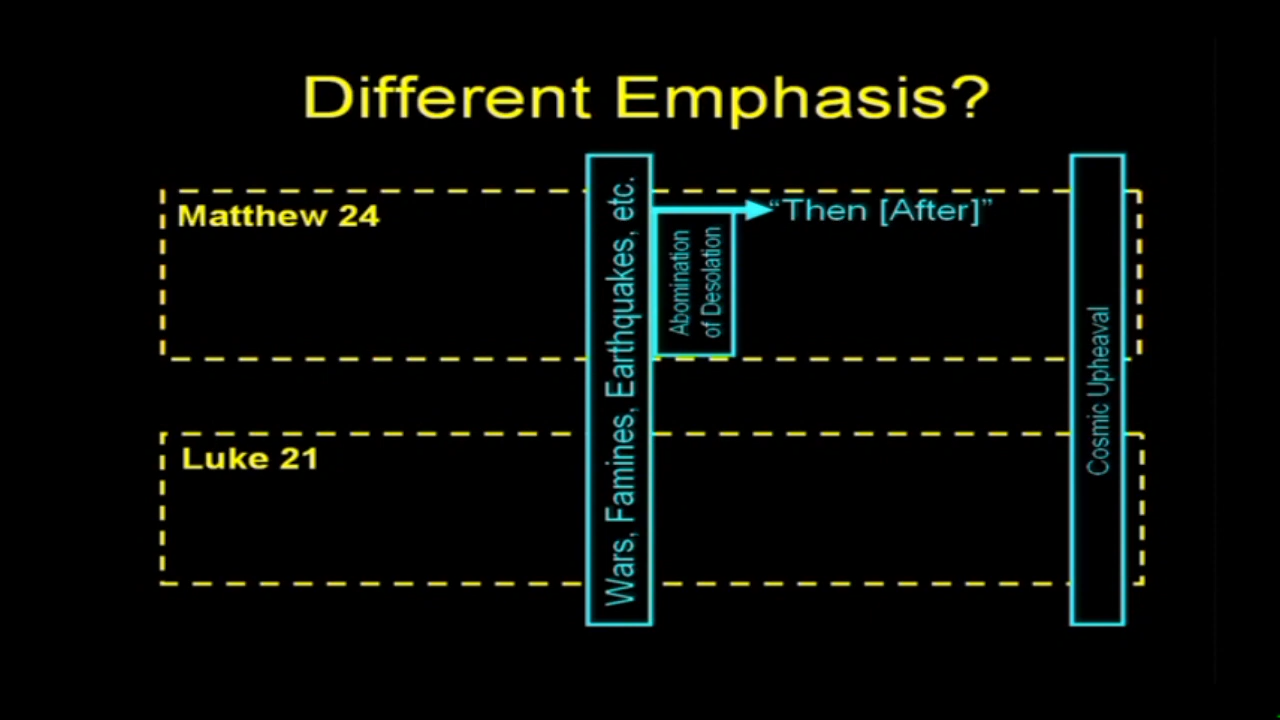 Different Emphasis?
Matthew 24
“Then [After]”
Wars, Famines, Earthquakes, etc.
Abomination
of Desolation
Cosmic Upheaval
Luke 21